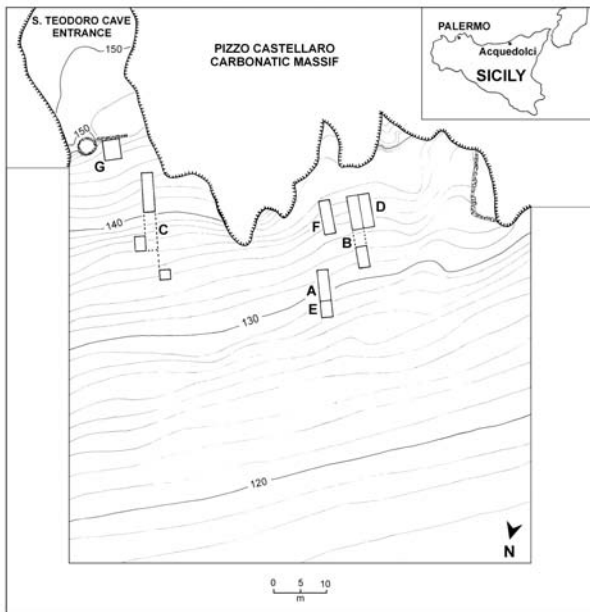 S. TEODORO CAVE
ENTRANCE
150
PIZZO CASTELLARO
CARBONATIC MASSIF
PALERMO
Acquedolci
SICILY
150
G
140
C
F
D
B
A
E
130
120
N
0 5 10
m